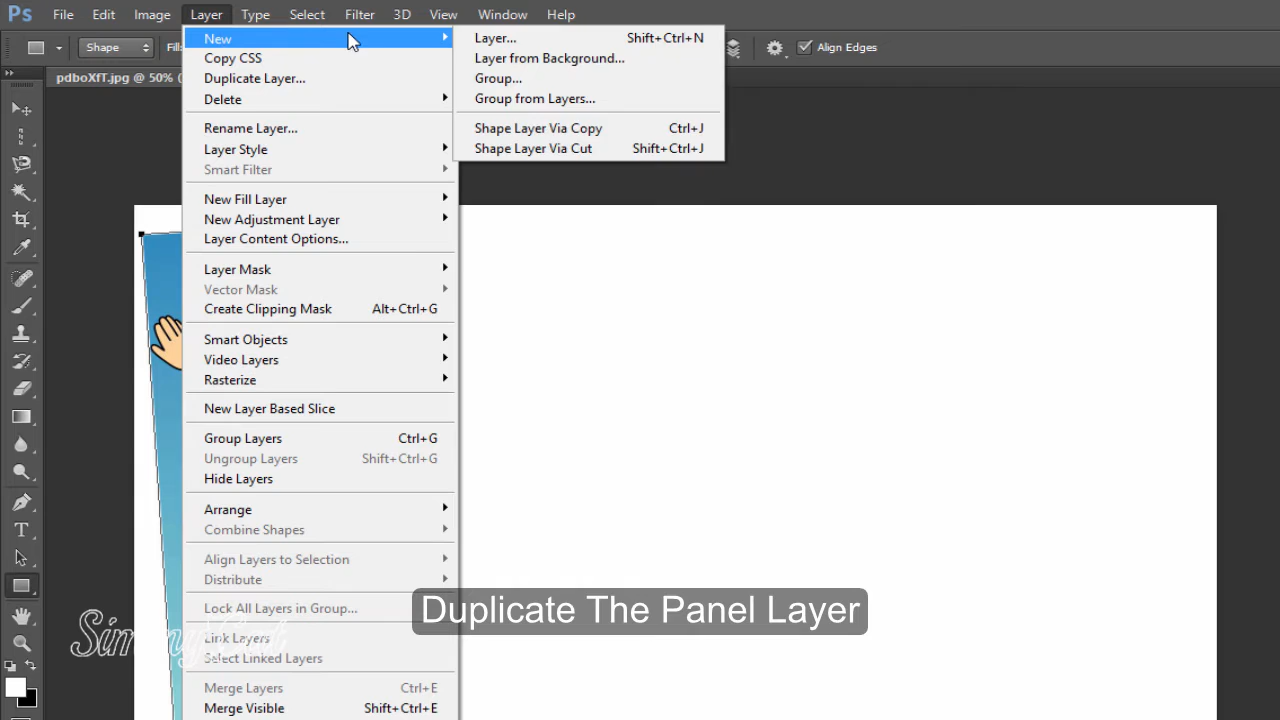 Ps File Edit Image Layer Type Select Filter 3D View Window Help
Shape Fill Align Edges
pdboXfT.jpg @ 50% (
New
Copy CSS
Duplicate Layer...
Delete
Rename Layer...
Layer Style
Smart Filter
New Fill Layer
New Adjustment Layer
Layer Content Options...
Layer Mask
Vector Mask
Create Clipping Mask Alt+Ctrl+G
Smart Objects
Video Layers
Rasterize
New Layer Based Slice
Group Layers Ctrl+G
Ungroup Layers Shift+Ctrl+G
Hide Layers
Arrange
Combine Shapes
Align Layers to Selection
Distribute
Lock All Layers in Group...
Link Layers
Select Linked Layers
Merge Layers Ctrl+E
Merge Visible Shift+Ctrl+E
Layer... Shift+Ctrl+N
Layer from Background...
Group...
Group from Layers...
Shape Layer Via Copy Ctrl+J
Shape Layer Via Cut Shift+Ctrl+J
Duplicate The Panel Layer